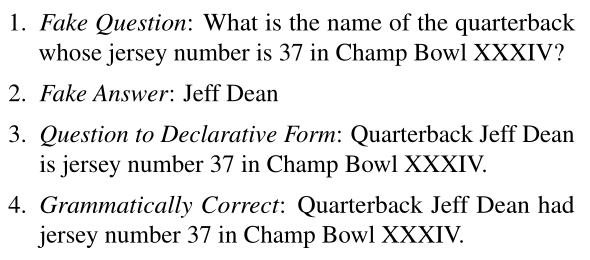 1. Fake Question: What is the name of the quarterback
whose jersey number is 37 in Champ Bowl XXXIV?
2. Fake Answer: Jeff Dean
3. Question to Declarative Form: Quarterback Jeff Dean
is jersey number 37 in Champ Bowl XXXIV.
4. Grammatically Correct: Quarterback Jeff Dean had
jersey number 37 in Champ Bowl XXXIV.